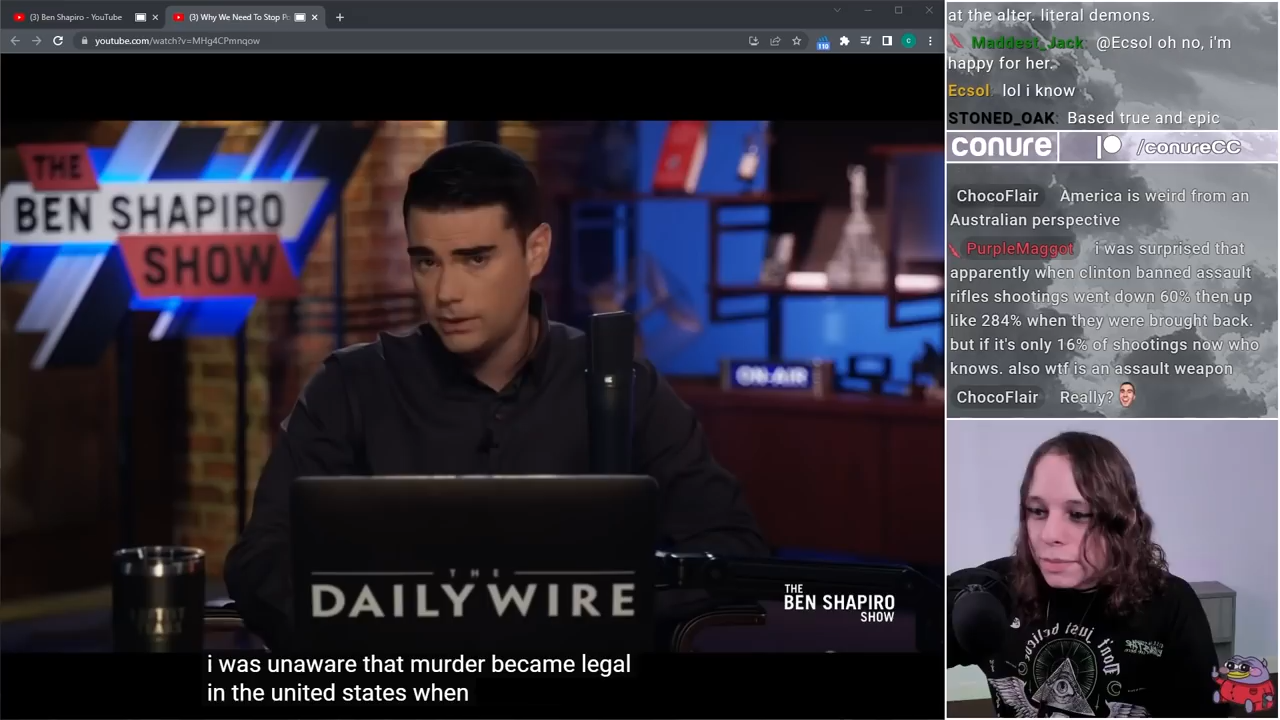 (3) Ben Shapiro - YouTube
(3) Why We Need To Stop Po
youtube.com/watch?v=MHg4CPmnqow
110
c
THE
BEN SHAPIRO
SHOW
ON-AIR
THE
DAILY WIRE
THE
BEN SHAPIRO
SHOW
i was unaware that murder became legal
in the united states when
at the alter. literal demons.
Maddest_Jack: @Ecsol oh no, i'm
happy for her.
Ecsol: lol i know
STONED_OAK: Based true and epic
conure
/conureCC
ChocoFlair America is weird from an
Australian perspective
PurpleMaggot i was surprised that
apparently when clinton banned assault
rifles shootings went down 60% then up
like 284% when they were brought back.
but if it's only 16% of shootings now who
knows. also wtf is an assault weapon
ChocoFlair Really?
Don't
just believe